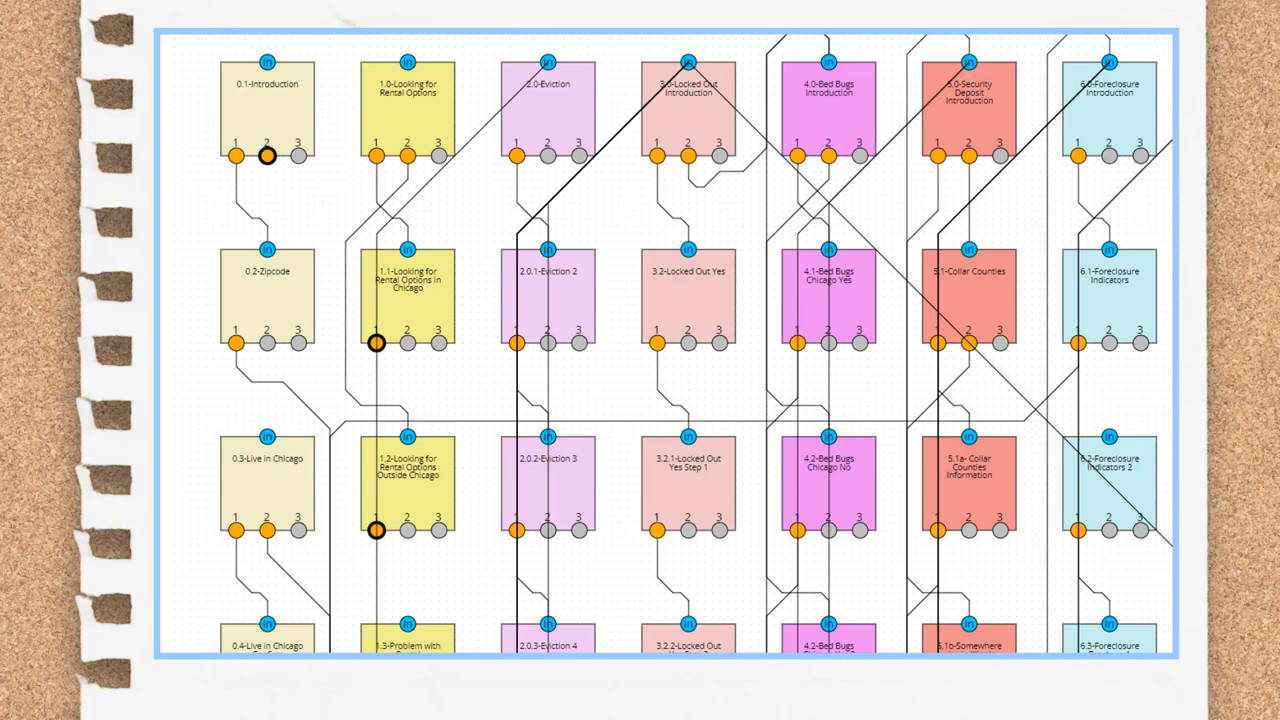 in in in in in in in
0.1-Introduction
1 2 3
1.0-Looking for
Rental Options
1 2 3
2.0-Eviction
1 2 3
3.0-Locked Out
Introduction
1 2 3
4.0-Bed Bugs
Introduction
1 2 3
5.0-Security
Deposit
Introduction
1 2 3
6.0-Foreclosure
Introduction
1 2 3
in in in in in in in
0.2-Zipcode
1 2 3
1.1-Looking for
Rental Options in
Chicago
1 2 3
2.0.1-Eviction 2
1 2 3
3.2-Locked Out Yes
1 2 3
4.1-Bed Bugs
Chicago Yes
1 2 3
5.1-Collar Counties
1 2 3
6.1-Foreclosure
Indicators
1 2 3
in in in in in in in
0.3-Live in Chicago
1 2 3
1.2-Looking for
Rental Options
Outside Chicago
1 2 3
2.0.2-Eviction 3
1 2 3
3.2.1-Locked Out
Yes Step 1
1 2 3
4.2-Bed Bugs
Chicago No
1 2 3
5.1a- Collar
Counties
Information
1 2 3
6.2-Foreclosure
Indicators 2
1 2 3
in in in in in in in
0.4-Live in Chicago
1.3-Problem with
2.0.3-Eviction 4
3.2.2-Locked Out
4.2-Bed Bugs
5.1b-Somewhere
6.3-Foreclosure